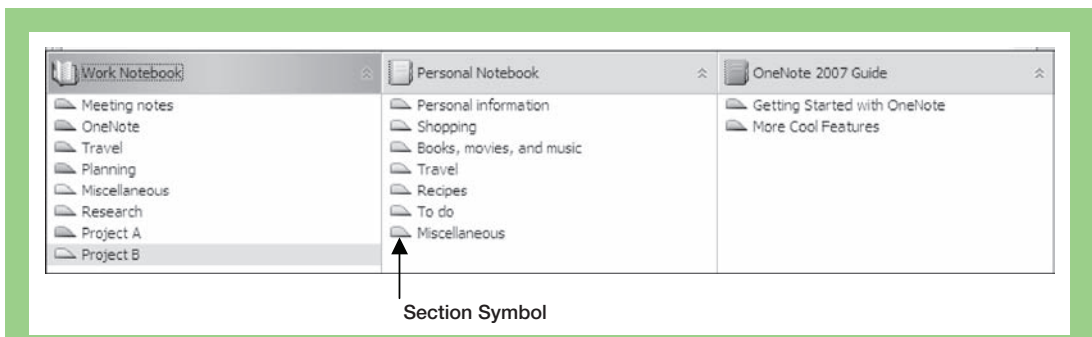 Work Notebook
Meeting notes
OneNote
Travel
Planning
Miscellaneous
Research
Project A
Project B
Personal Notebook
Personal information
Shopping
Books, movies, and music
Travel
Recipes
To do
Miscellaneous
OneNote 2007 Guide
Getting Started with OneNote
More Cool Features
Section Symbol